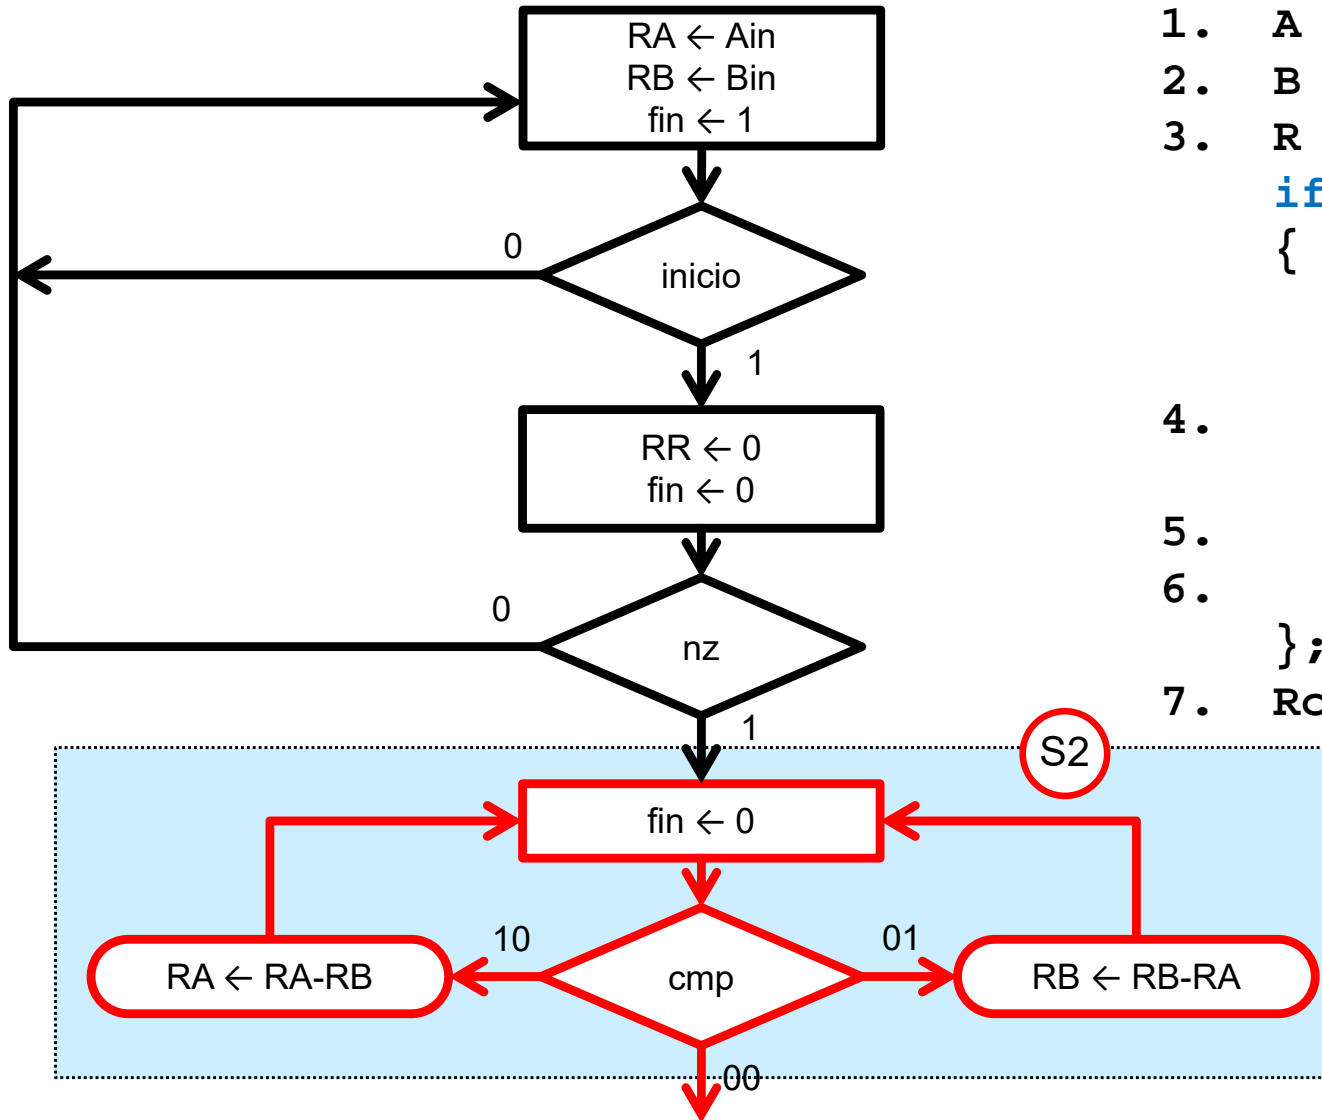 RA ← Ain
RB ← Bin
fin ← 1
0
inicio
1
RR ← 0
fin ← 0
0
nz
1
S2
fin ← 0
10
01
RA ← RA-RB
cmp
RB ← RB-RA
00
1. A
2. B
3. R
if
{
4.
5.
6.
};
7. Ro